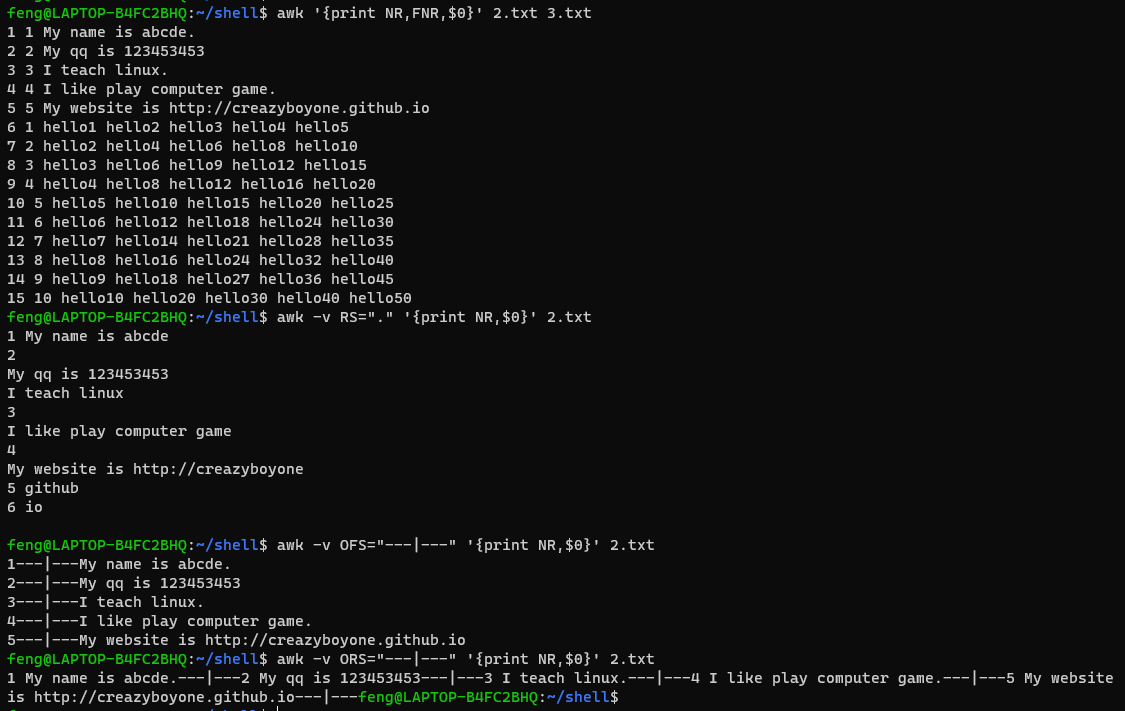 feng@LAPTOP-B4FC2BHQ:~/shell$ awk '{print NR,FNR,$0}' 2.txt 3.txt
1 1 My name is abcde.
2 2 My qq is 123453453
3 3 I teach linux.
4 4 I like play computer game.
5 5 My website is http://creazyboyone.github.io
6 1 hello1 hello2 hello3 hello4 hello5
7 2 hello2 hello4 hello6 hello8 hello10
8 3 hello3 hello6 hello9 hello12 hello15
9 4 hello4 hello8 hello12 hello16 hello20
10 5 hello5 hello10 hello15 hello20 hello25
11 6 hello6 hello12 hello18 hello24 hello30
12 7 hello7 hello14 hello21 hello28 hello35
13 8 hello8 hello16 hello24 hello32 hello40
14 9 hello9 hello18 hello27 hello36 hello45
15 10 hello10 hello20 hello30 hello40 hello50
feng@LAPTOP-B4FC2BHQ:~/shell$ awk -v RS="." '{print NR,$0}' 2.txt
1 My name is abcde
2
My qq is 123453453
I teach linux
3
I like play computer game
4
My website is http://creazyboyone
5 github
6 io
feng@LAPTOP-B4FC2BHQ:~/shell$ awk -v OFS="---|---" '{print NR,$0}' 2.txt
1---|---My name is abcde.
2---|---My qq is 123453453
3---|---I teach linux.
4---|---I like play computer game.
5---|---My website is http://creazyboyone.github.io
feng@LAPTOP-B4FC2BHQ:~/shell$ awk -v ORS="---|---" '{print NR,$0}' 2.txt
1 My name is abcde.---|---2 My qq is 123453453---|---3 I teach linux.---|---4 I like play computer game.---|---5 My website
is http://creazyboyone.github.io---|---feng@LAPTOP-B4FC2BHQ:~/shell$